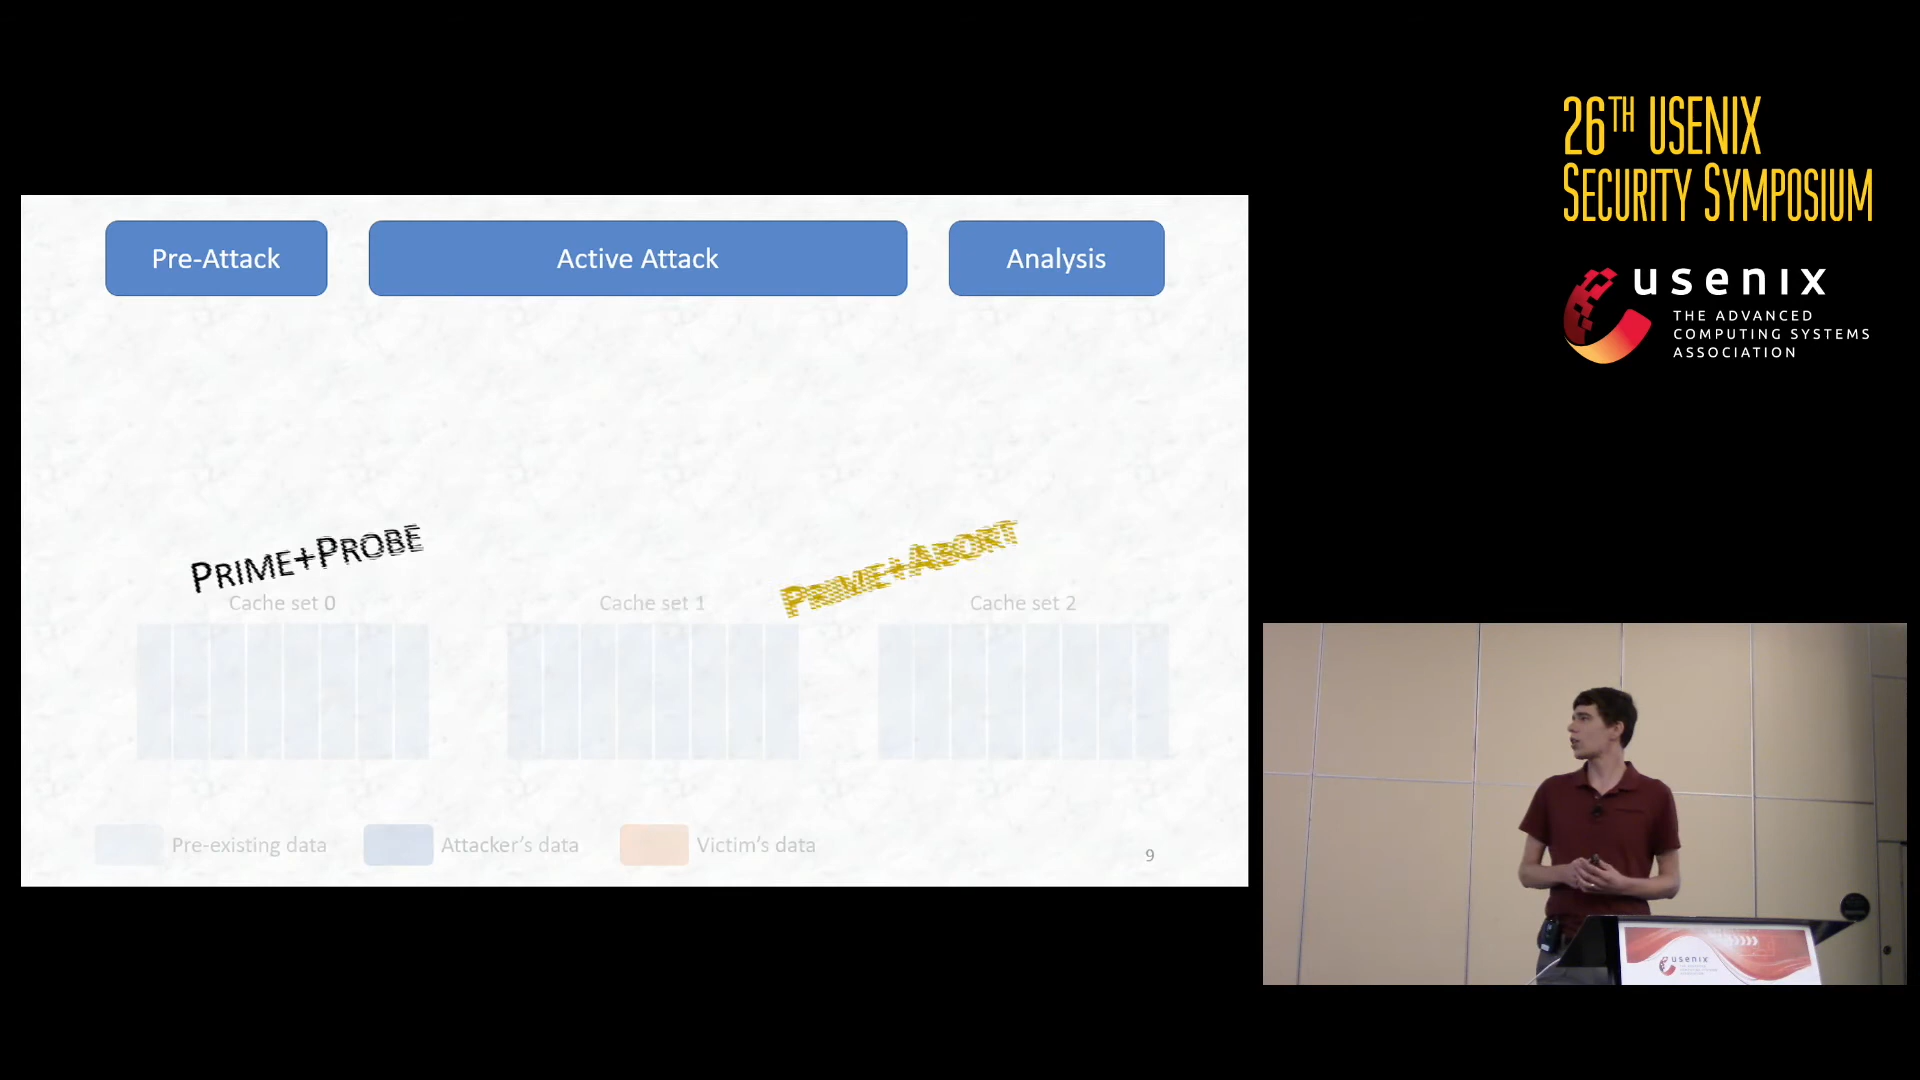 Pre-Attack
Active Attack
Analysis
PRIME+PROBE
PRIME+ABORT
Cache set 0
Cache set 1
Cache set 2
Pre-existing data
Attacker's data
Victim's data
9
26TH USENIX
SECURITY SYMPOSIUM
usenix
THE ADVANCED
COMPUTING SYSTEMS
ASSOCIATION
usenix